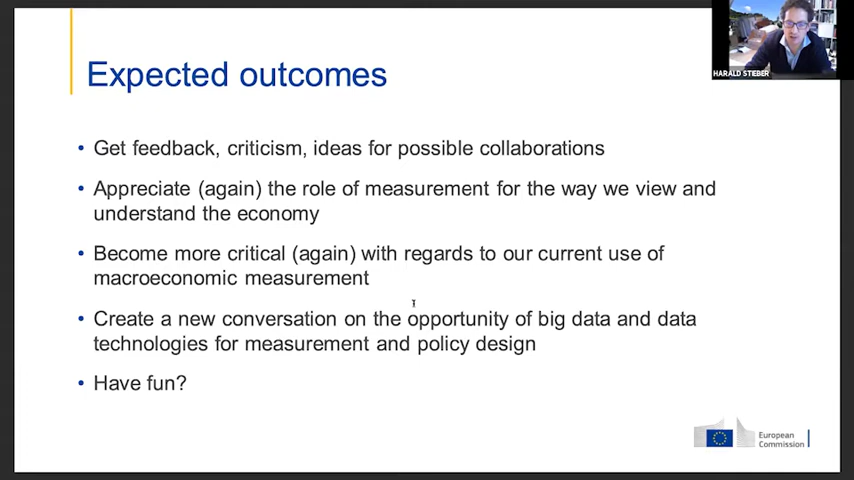 HARALD STIEBER
Expected outcomes
• Get feedback, criticism, ideas for possible collaborations
• Appreciate (again) the role of measurement for the way we view and
understand the economy
• Become more critical (again) with regards to our current use of
macroeconomic measurement
• Create a new conversation on the opportunity of big data and data
technologies for measurement and policy design
• Have fun?
European
Commission